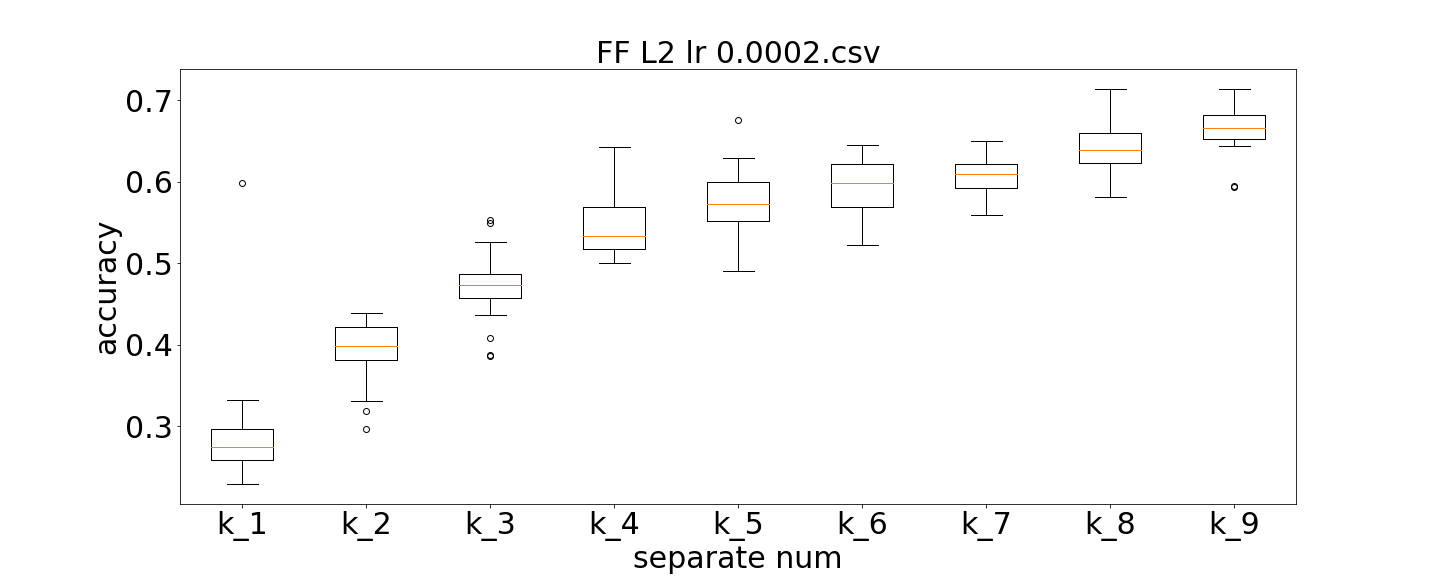 FF L2 lr 0.0002.csv
accuracy
0.7
0.6
0.5
0.4
0.3
k_1 k_2 k_3 k_4 k_5 k_6 k_7 k_8 k_9
separate num